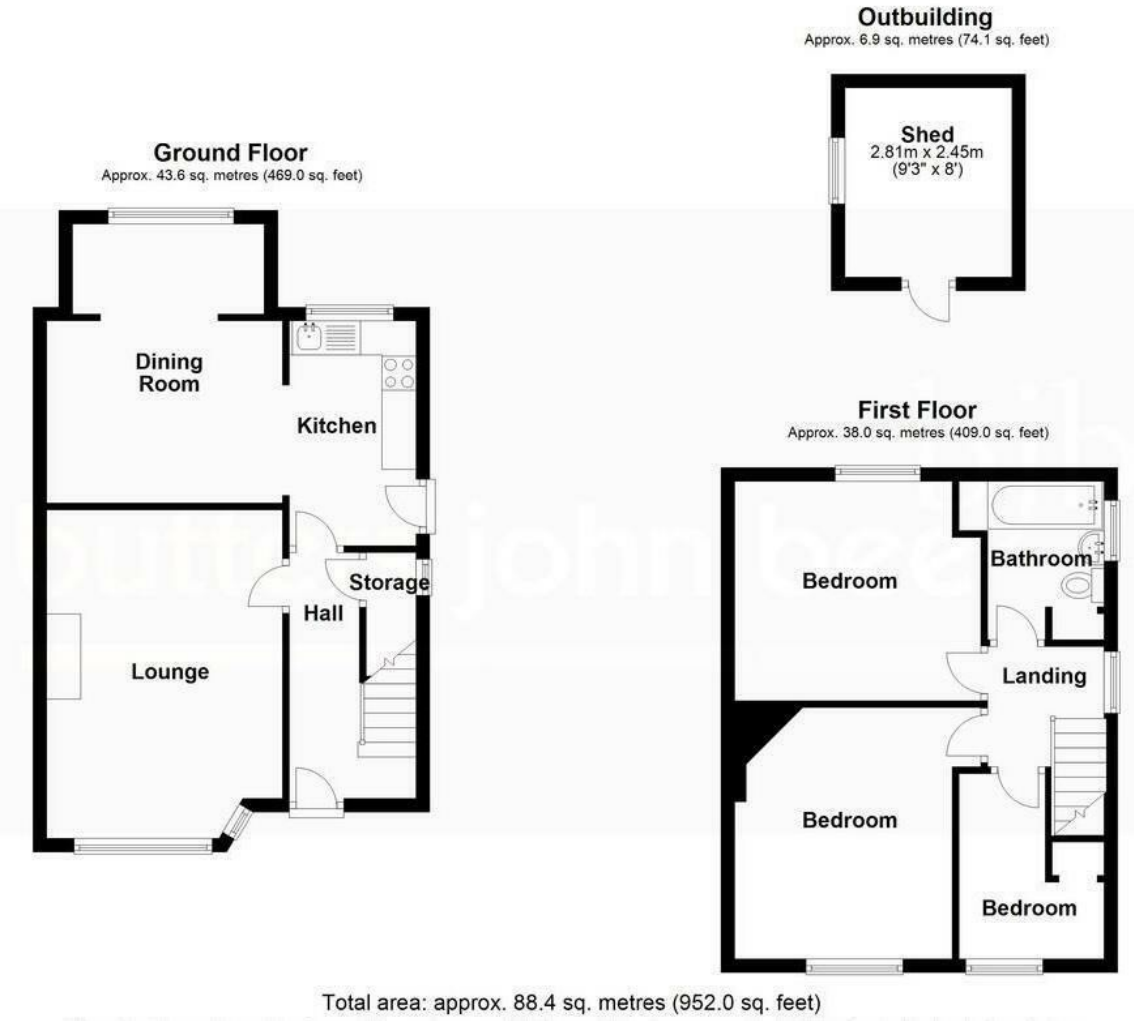 Outbuilding
Approx. 6.9 sq. metres (74.1 sq. feet)
Shed
2.81m x 2.45m
(9'3" x 8')
Ground Floor
Approx. 43.6 sq. metres (469.0 sq. feet)
Dining
Room
Kitchen
Storage
Hall
Lounge
First Floor
Approx. 38.0 sq. metres (409.0 sq. feet)
Bedroom
Bathroom
Landing
Bedroom
Bedroom
Total area: approx. 88.4 sq. metres (952.0 sq. feet)